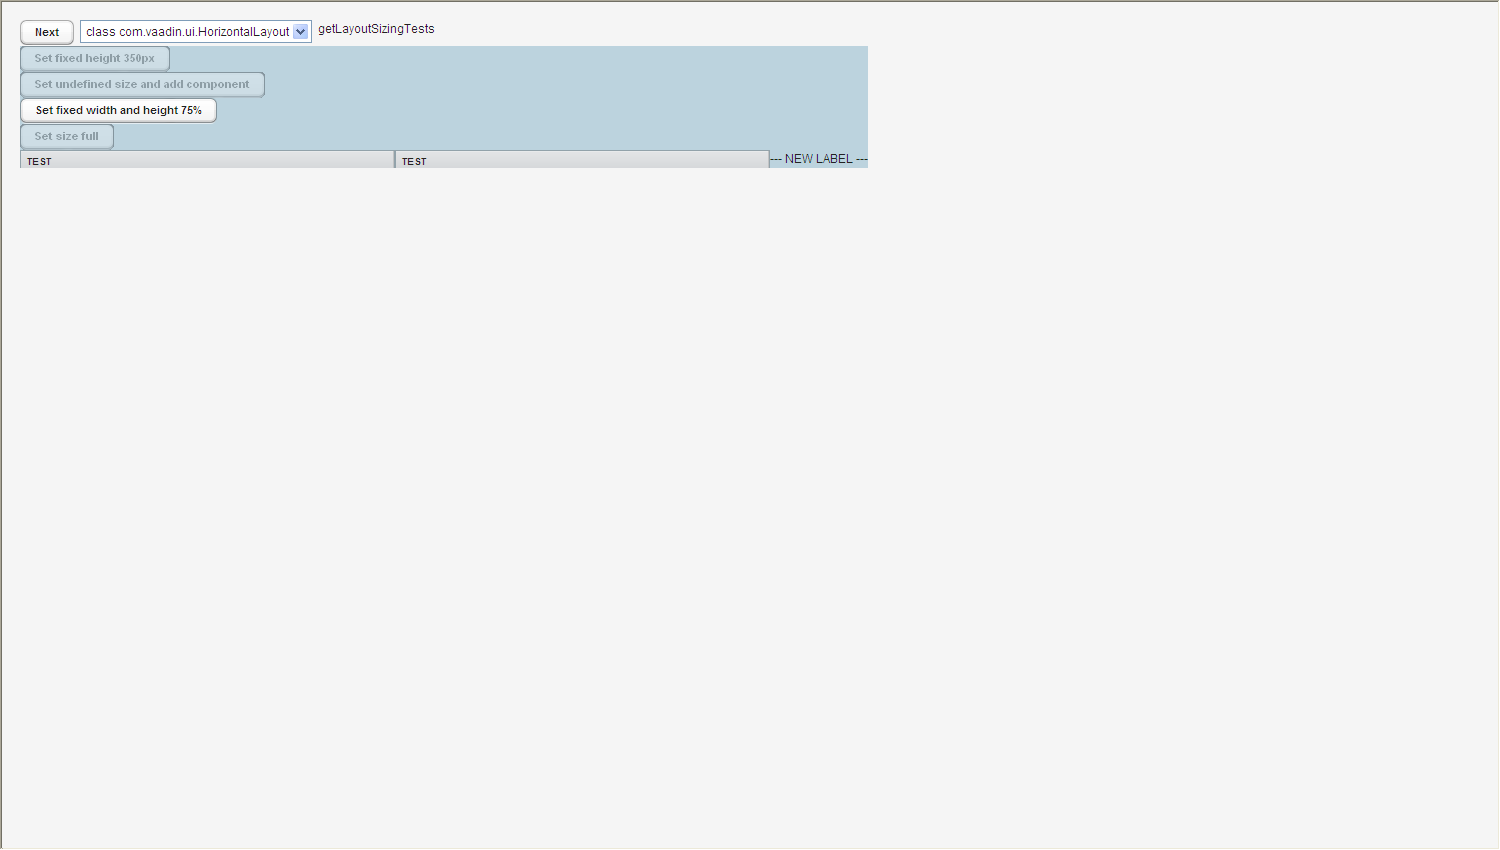 Next class com.vaadin.ui.HorizontalLayout getLayoutSizingTests
Set fixed height 350px
Set undefined size and add component
Set fixed width and height 75%
Set size full
TEST TEST --- NEW LABEL ---